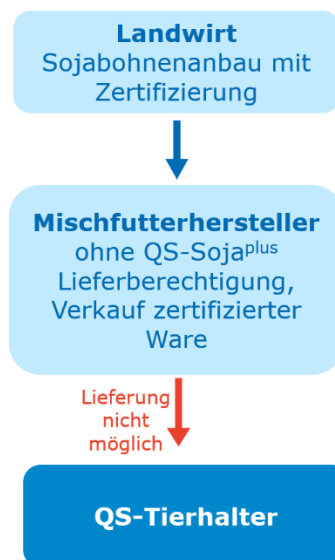 Landwirt
Sojabohnenanbau mit
Zertifizierung
Mischfutterhersteller
ohne QS-Sojaplus
Lieferberechtigung,
Verkauf zertifizierter
Ware
Lieferung
nicht
möglich
QS-Tierhalter